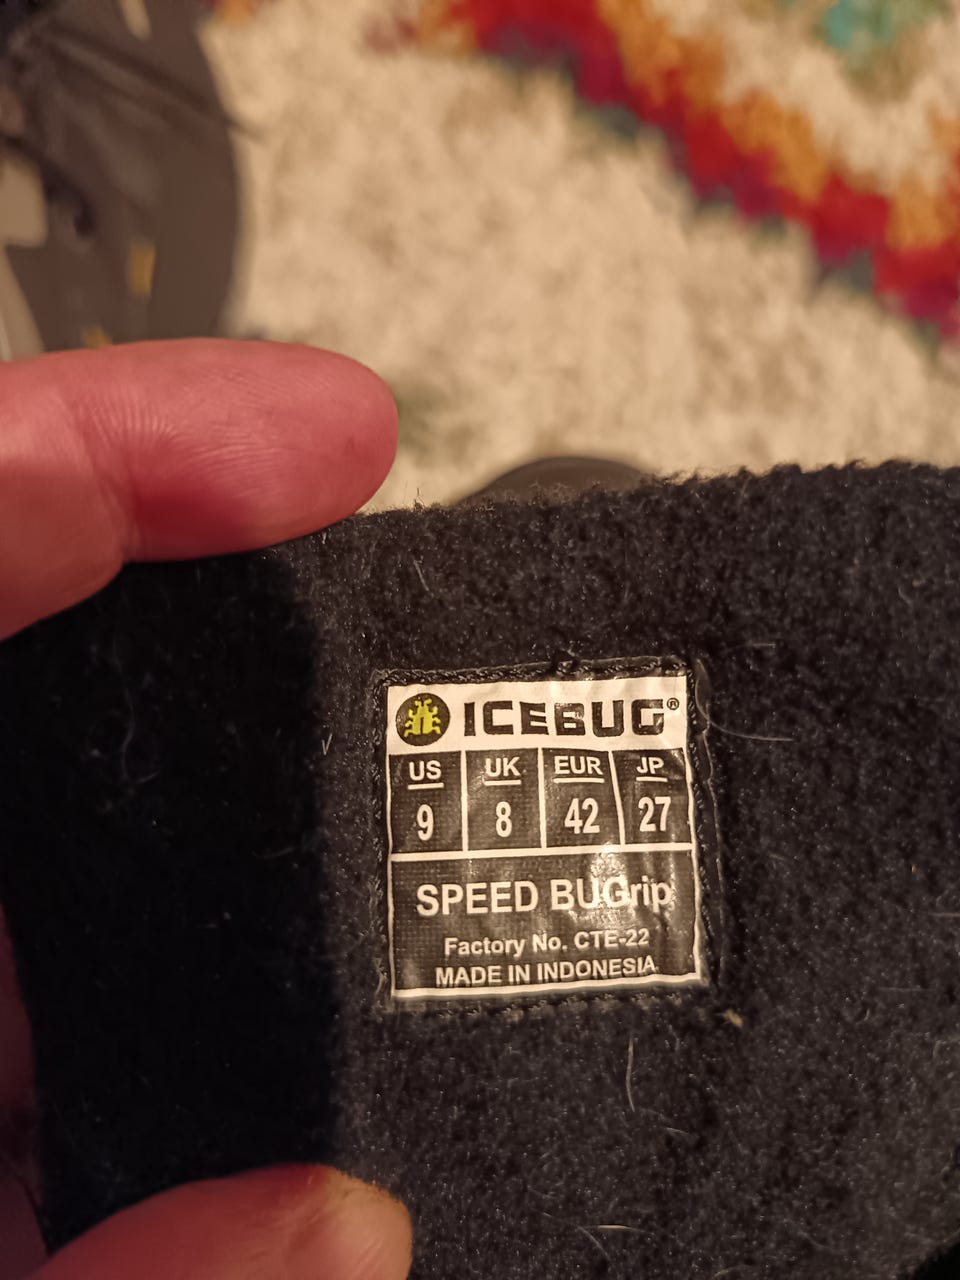 ICEBUG®
US UK EUR JP
9 8 42 27
SPEED BUGrip
Factory No. CTE-22
MADE IN INDONESIA